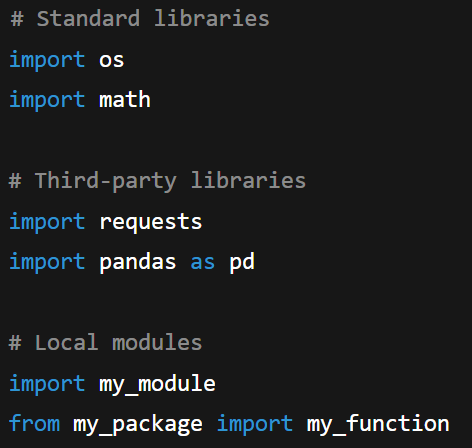 # Standard libraries
import os
import math
# Third-party libraries
import requests
import pandas as pd
# Local modules
import my_module
from my_package import my_function